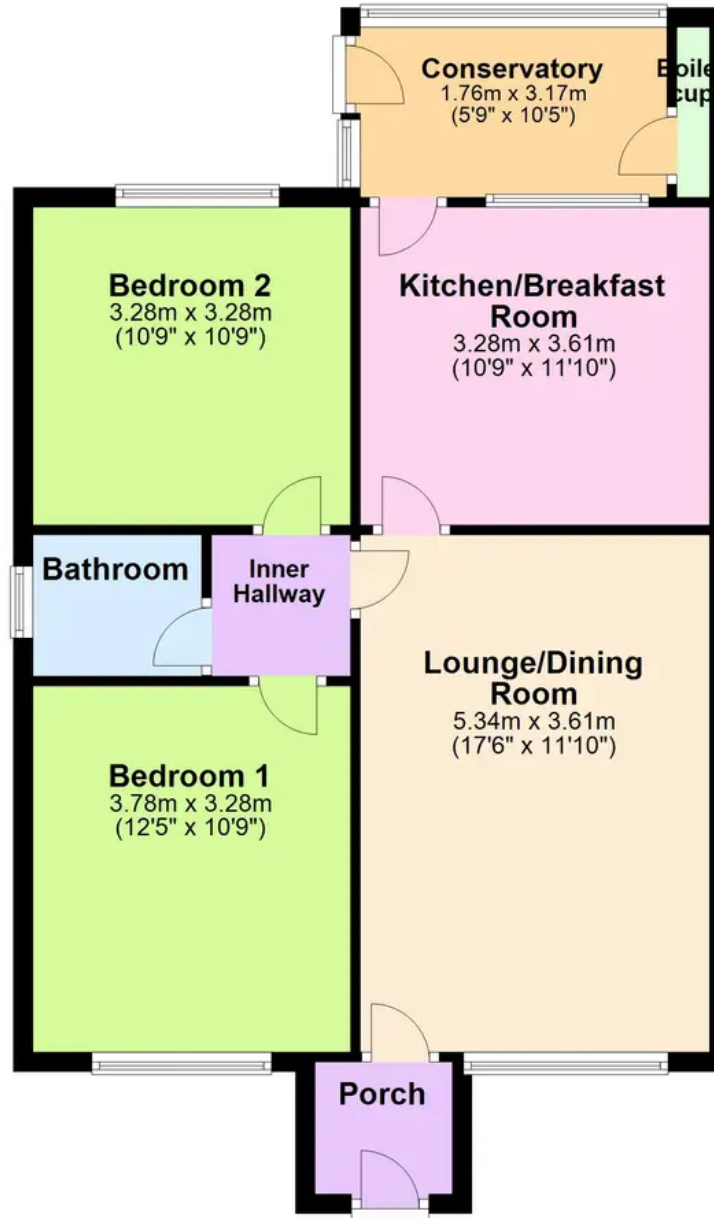 Conservatory
1.76m x 3.17m
(5'9" x 10'5")
Boile
cup
Bedroom 2
3.28m x 3.28m
(10'9" x 10'9")
Kitchen/Breakfast
Room
3.28m x 3.61m
(10'9" x 11'10")
Bathroom
Inner
Hallway
Lounge/Dining
Room
5.34m x 3.61m
(17'6" x 11'10")
Bedroom 1
3.78m x 3.28m
(12'5" x 10'9")
Porch